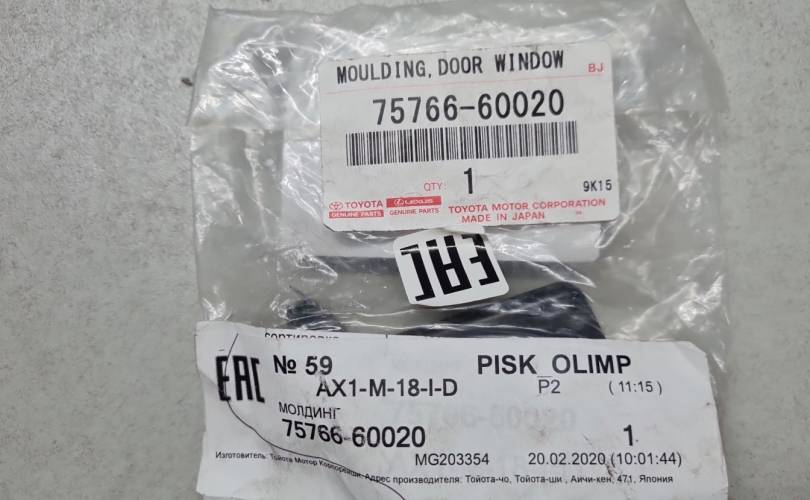 MOULDING, DOOR WINDOW BJ
75766-60020
QTY: 1 9K15
TOYOTA LEXUS TOYOTA MOTOR CORPORATION
GENUINE PARTS GENUINE PARTS MADE IN JAPAN
EAC
сортировка
EAC № 59 PISK_OLIMP
AX1-M-18-I-D P2 (11:15)
МОЛДИНГ
75766-60020 1
MG203354 20.02.2020 (10:01:44)
Изготовитель: Тойота Мотор Корпорейшн. Адрес производителя: Тойота-чо, Тойота-ши, Аичи-кен, 471, Япония